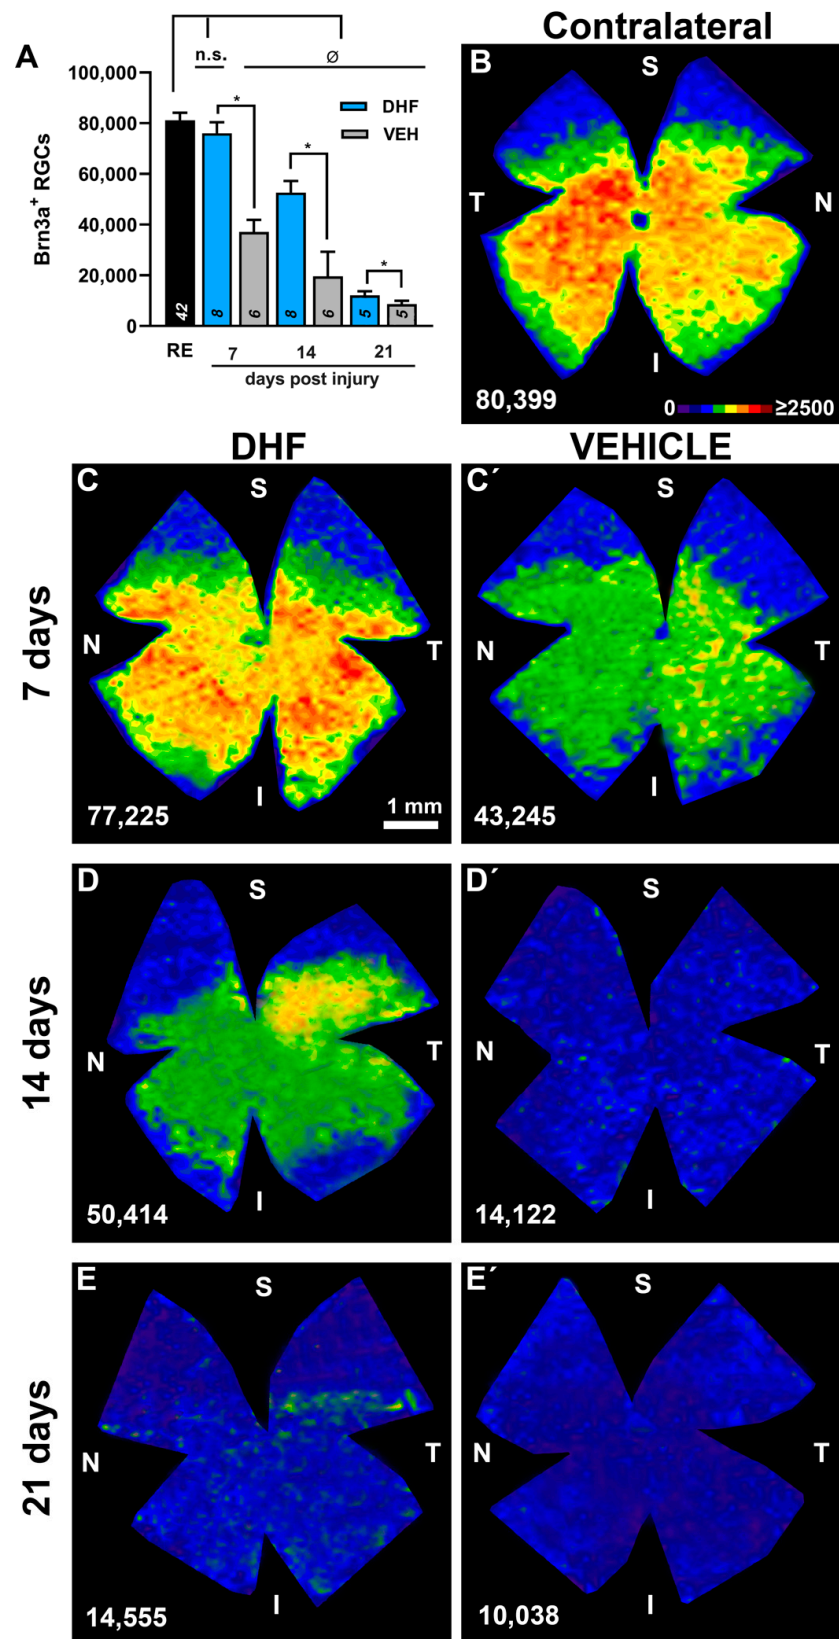 Contralateral
A
n.s.
Ø
100,000
80,000
60,000
40,000
20,000
0
Brn3a+ RGCs
*
*
*
DHF
VEH
42
8
6
8
6
5
5
RE
7
14
21
days post injury
B
S
T
N
I
80,399
0
≥2500
DHF
VEHICLE
7 days
C
S
N
T
I
77,225
1 mm
C´
S
N
T
I
43,245
14 days
D
S
N
T
I
50,414
D´
S
N
T
I
14,122
21 days
E
S
N
T
I
14,555
E´
S
N
T
I
10,038